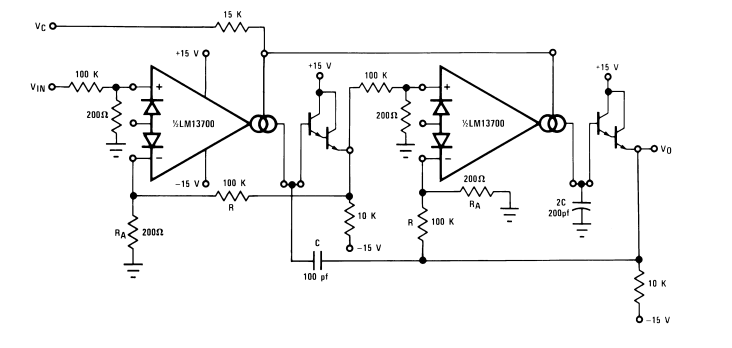 15 K
VC
+15 V
+15 V
+15 V
100 K
100 K
VIN
+
+
200Ω
½LM13700
200Ω
½LM13700
–
–
VO
–15 V
100 K
200Ω
R
RA
2C
200pf
RA 200Ω
10 K
R 100 K
C
–15 V
100 pf
10 K
–15 V